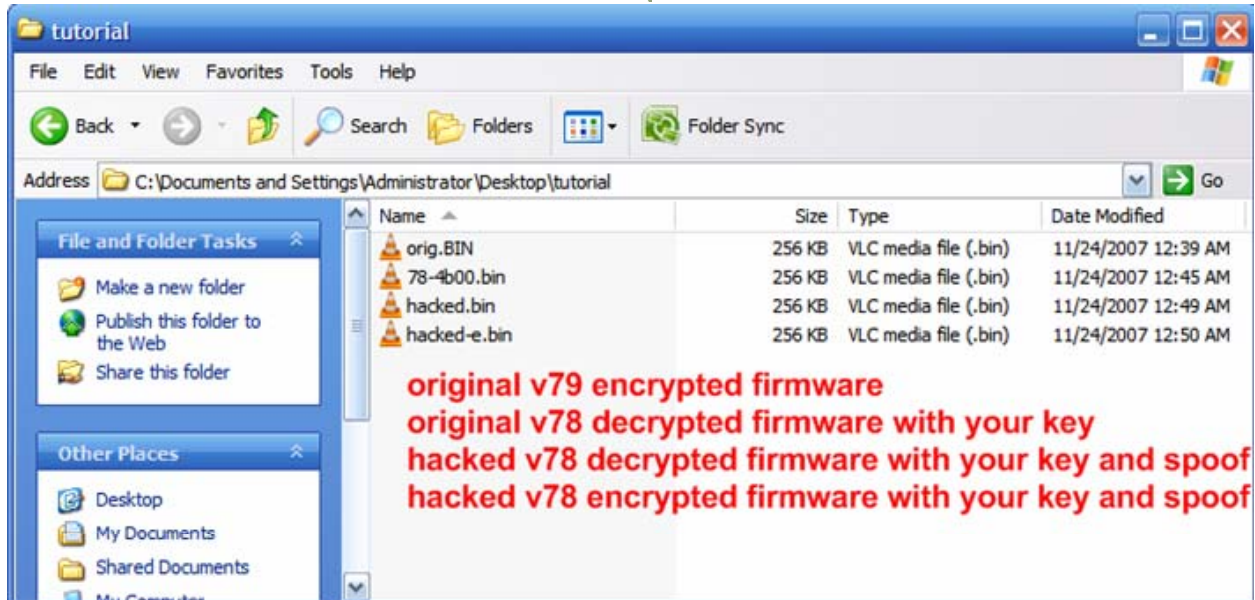 tutorial
File Edit View Favorites Tools Help
Back Search Folders Folder Sync
Address C:\Documents and Settings\Administrator\Desktop\tutorial Go
File and Folder Tasks
Make a new folder
Publish this folder to
the Web
Share this folder
Other Places
Desktop
My Documents
Shared Documents
My Computer
Name Size Type Date Modified
orig.BIN 256 KB VLC media file (.bin) 11/24/2007 12:39 AM
78-4b00.bin 256 KB VLC media file (.bin) 11/24/2007 12:45 AM
hacked.bin 256 KB VLC media file (.bin) 11/24/2007 12:49 AM
hacked-e.bin 256 KB VLC media file (.bin) 11/24/2007 12:50 AM
original v79 encrypted firmware
original v78 decrypted firmware with your key
hacked v78 decrypted firmware with your key and spoof
hacked v78 encrypted firmware with your key and spoof